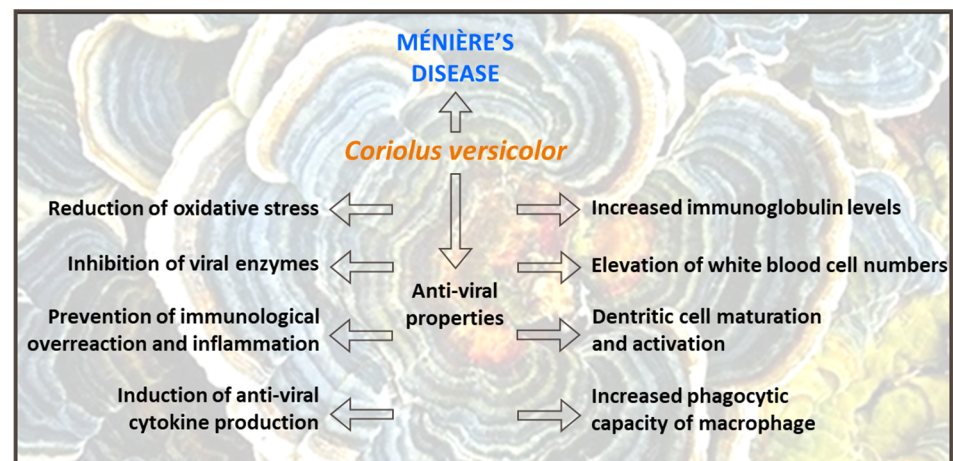 MÉNIÈRE’S
DISEASE
Coriolus versicolor
Reduction of oxidative stress
Increased immunoglobulin levels
Inhibition of viral enzymes
Elevation of white blood cell numbers
Anti-viral
properties
Prevention of immunological
overreaction and inflammation
Dentritic cell maturation
and activation
Induction of anti-viral
cytokine production
Increased phagocytic
capacity of macrophage